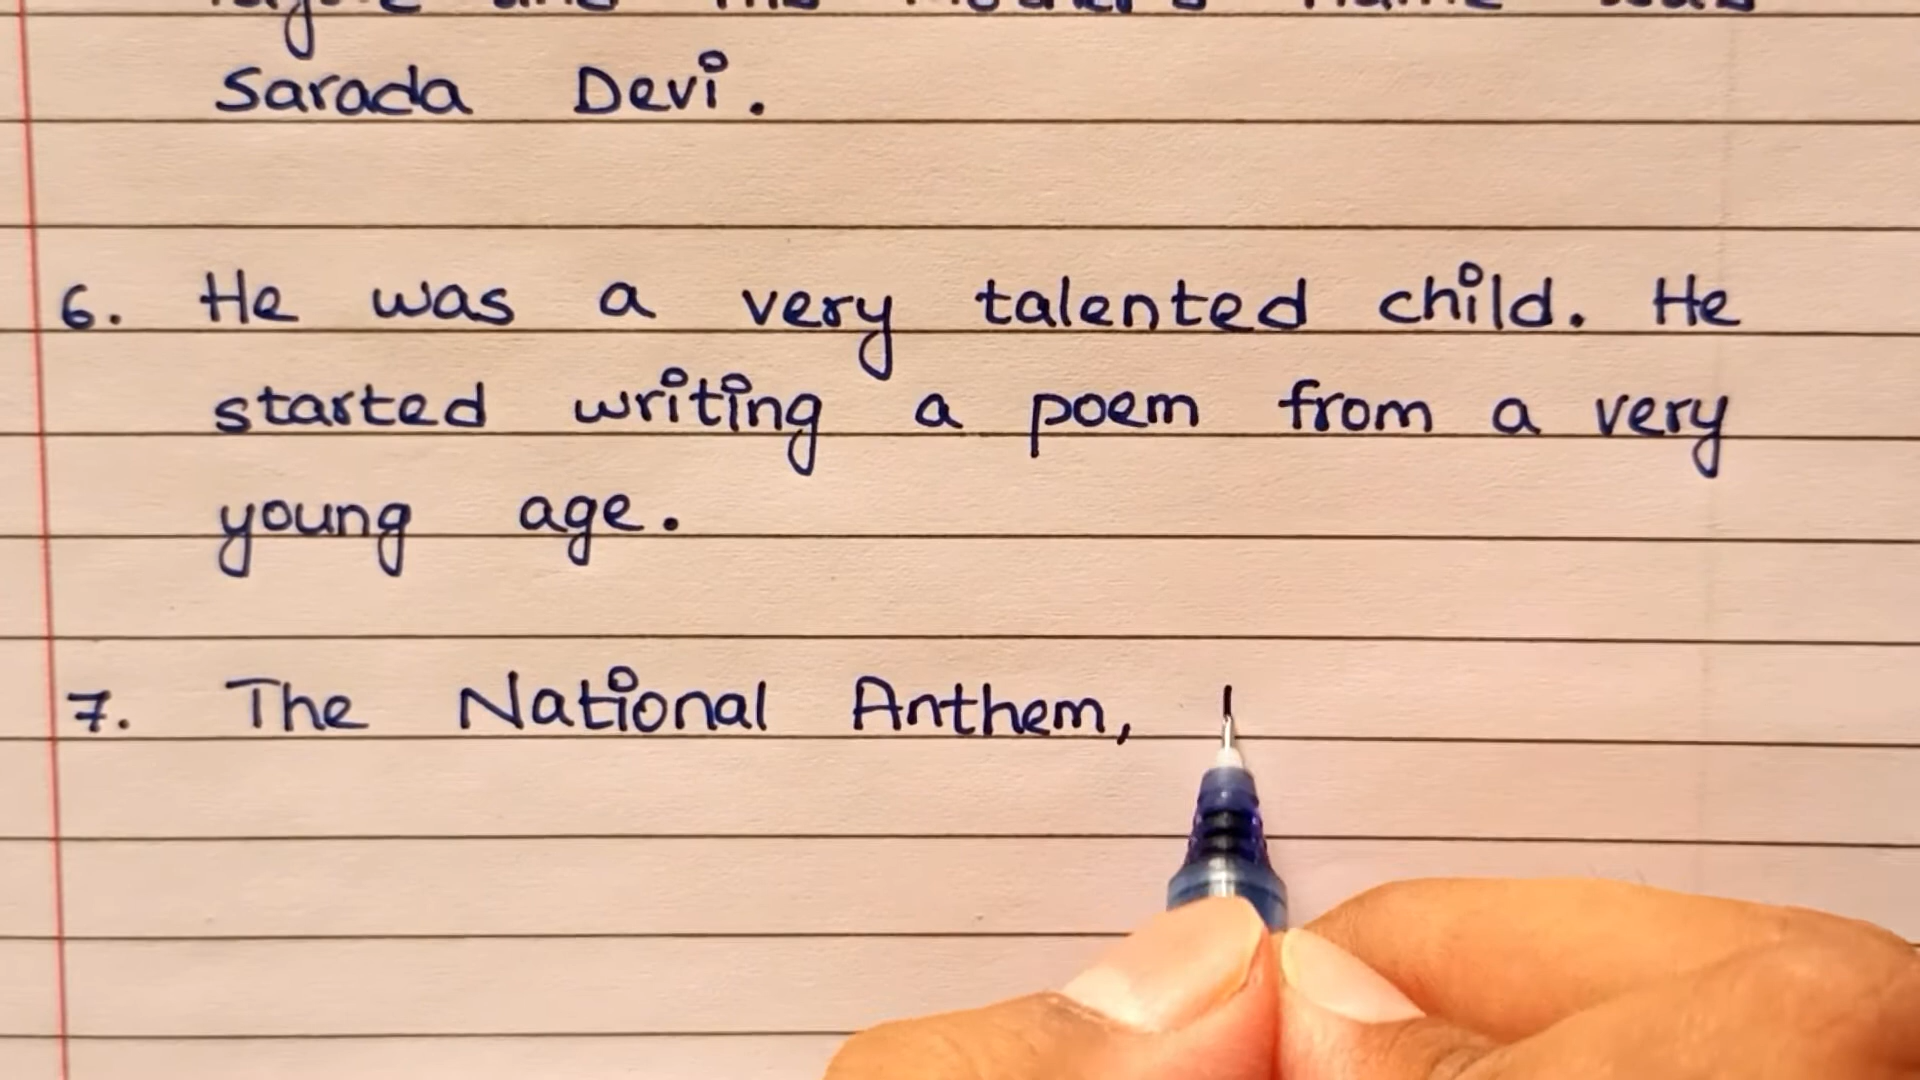 Sarada Devi.
6. He was a very talented child. He
started writing a poem from a very
young age.
7. The National Anthem,